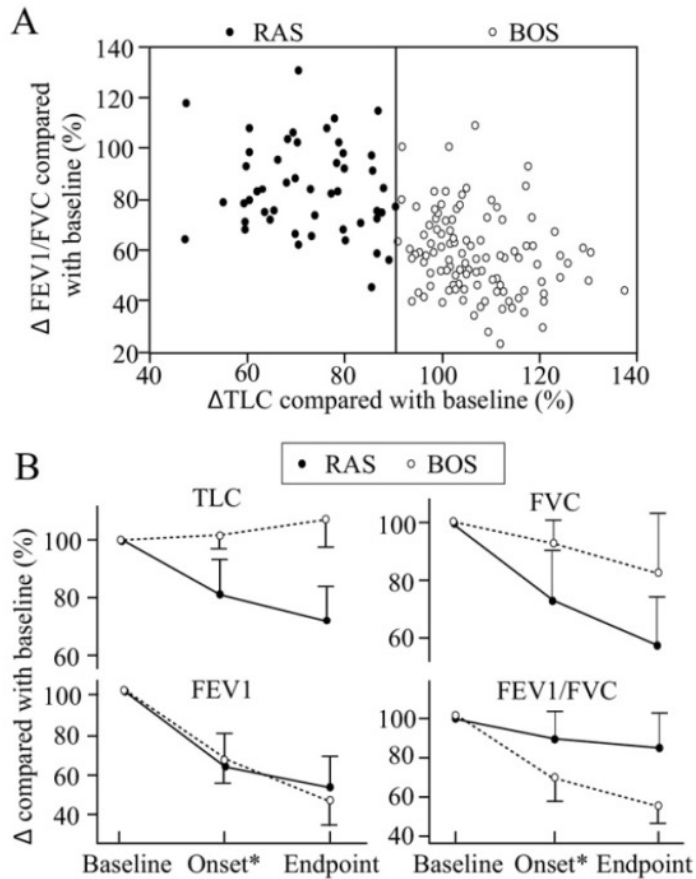 A
RAS BOS
Δ FEV1/FVC compared
with baseline (%)
140
120
100
80
60
40
20
40 60 80 100 120 140
ΔTLC compared with baseline (%)
B
RAS BOS
Δ compared with baseline (%)
TLC
100
80
60
FVC
100
80
60
FEV1
100
80
60
40
FEV1/FVC
100
80
60
40
Baseline Onset* Endpoint Baseline Onset* Endpoint